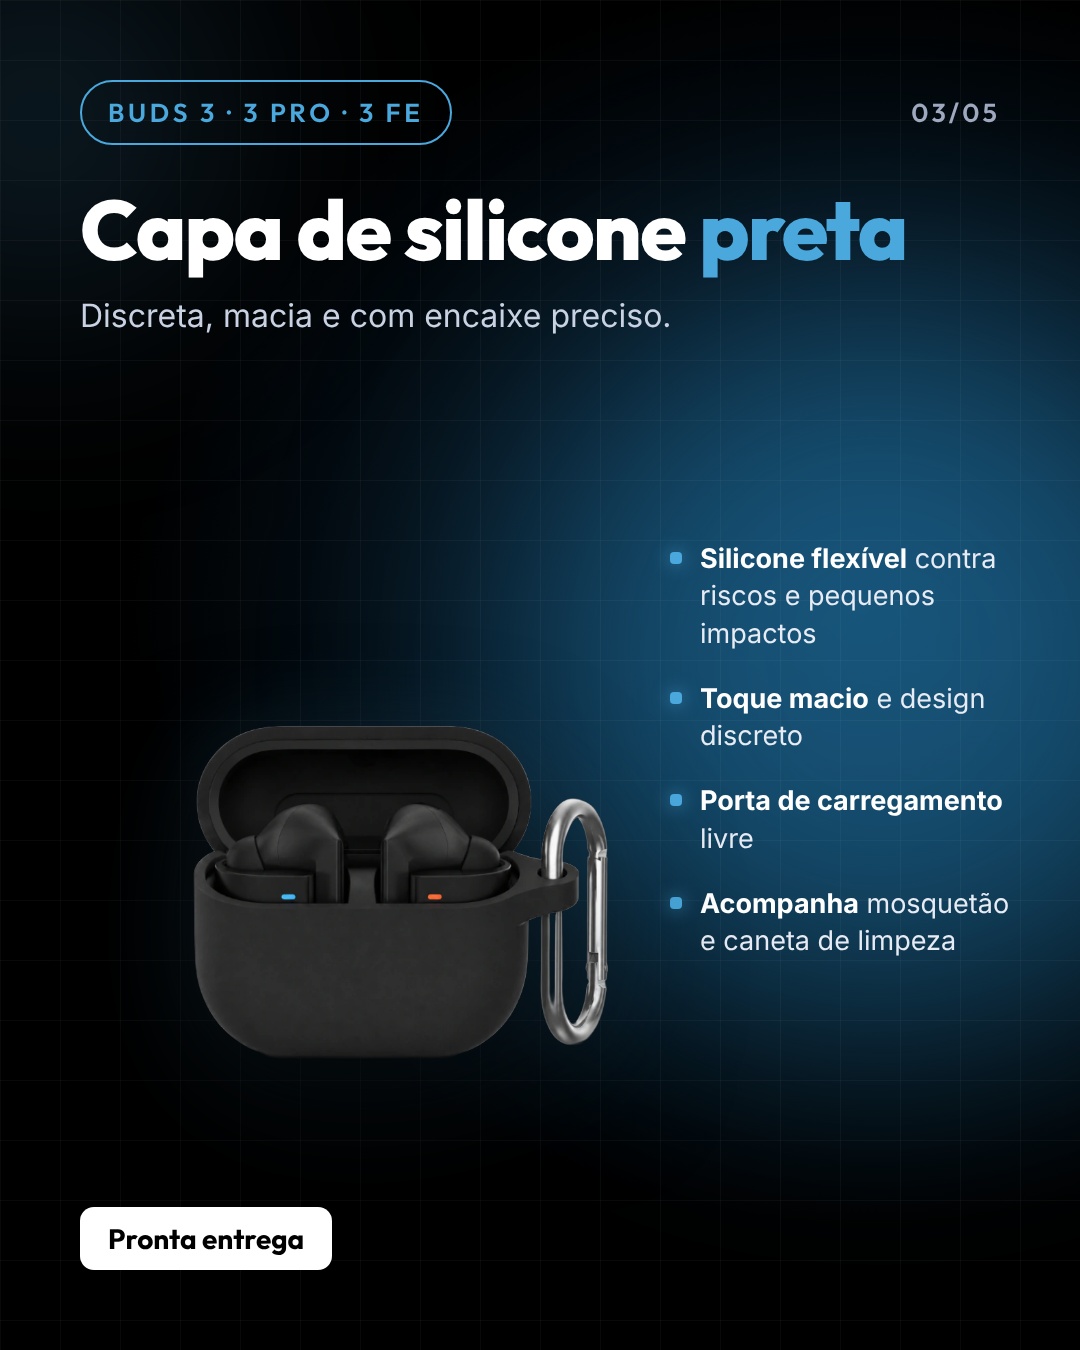 BUDS 3 · 3 PRO · 3 FE
03/05
Capa de silicone preta
Discreta, macia e com encaixe preciso.
Silicone flexível contra
riscos e pequenos
impactos
Toque macio e design
discreto
Porta de carregamento
livre
Acompanha mosquetão
e caneta de limpeza
Pronta entrega